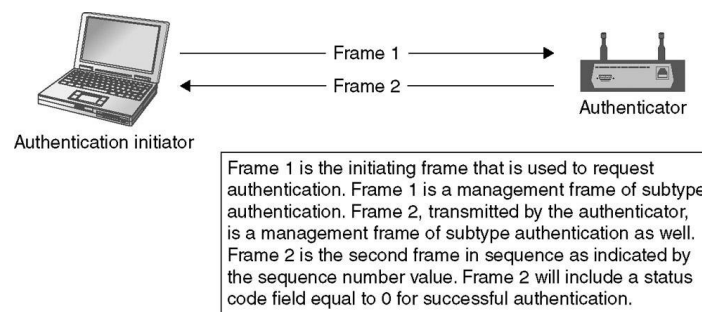 Frame 1
Frame 2
Authentication initiator
Authenticator
Frame 1 is the initiating frame that is used to request
authentication. Frame 1 is a management frame of subtype
authentication. Frame 2, transmitted by the authenticator,
is a management frame of subtype authentication as well.
Frame 2 is the second frame in sequence as indicated by
the sequence number value. Frame 2 will include a status
code field equal to 0 for successful authentication.